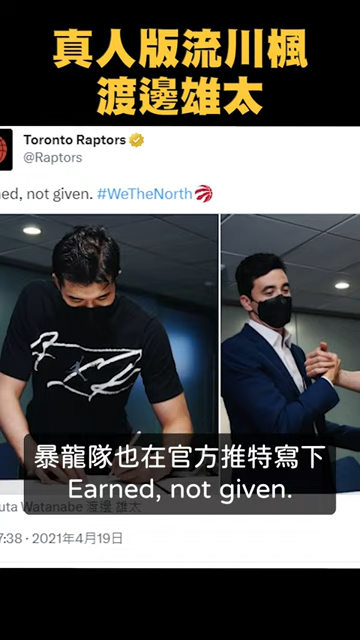 真人版流川楓
渡邊雄太
Toronto Raptors
@Raptors
ned, not given. #WeTheNorth
暴龍隊也在官方推特寫下
Earned, not given.
uta Watanabe 渡邊 雄太
7:38 · 2021年4月19日